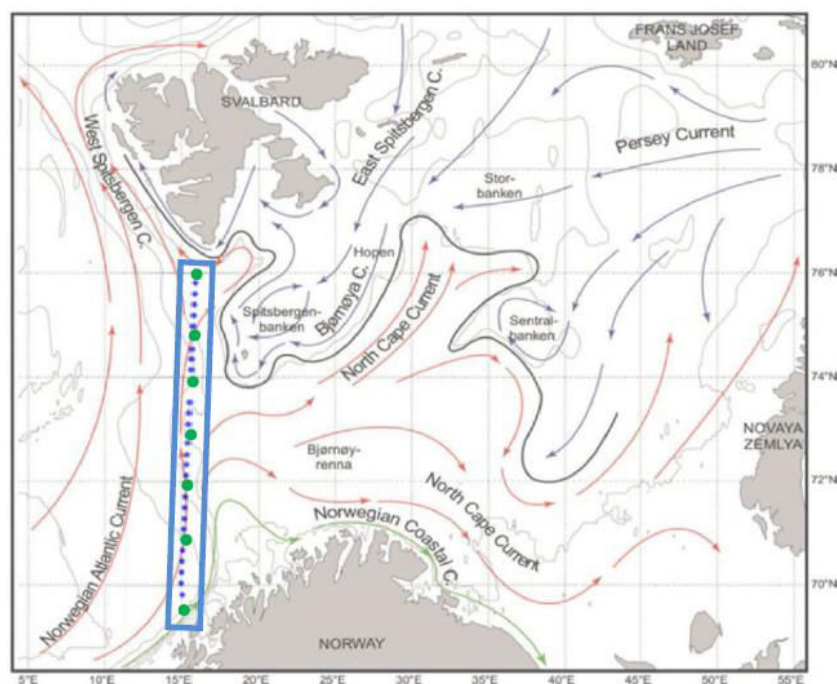 FRANS JOSEF
LAND
80°N
SVALBARD
West Spitsbergen C.
East Spitsbergen C.
Persey Current
78°N
Stor-
banken
Hopen
76°N
Spitsbergen-
banken
Bjørnøya C.
Sentral-
banken
North Cape Current
74°N
NOVAYA
ZEMLYA
Bjørnøy-
renna
72°N
North Cape Current
Norwegian Coastal C.
Norwegian Atlantic Current
70°N
NORWAY
5°E
10°E
15°E
20°E
25°E
30°E
35°E
40°E
45°E
50°E
55°E